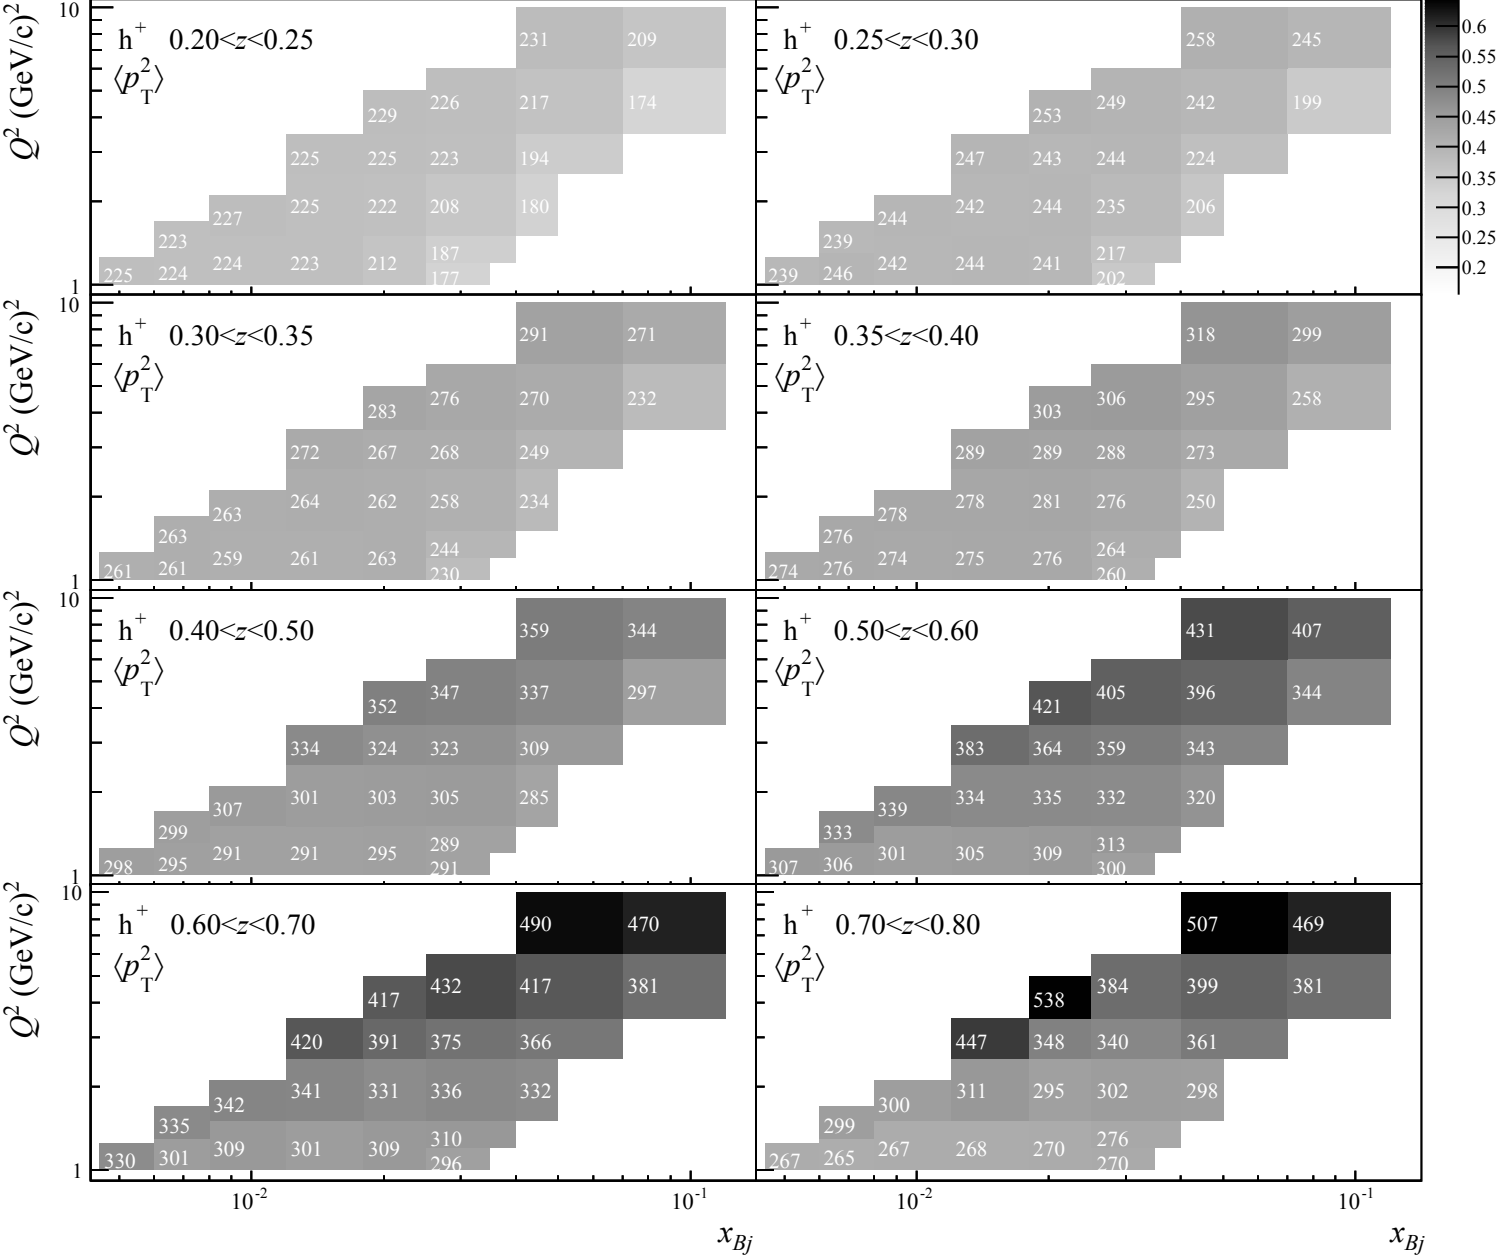 10
h+ 0.20<z<0.25
⟨p_T^2⟩
Q^2 (GeV/c)^2
231 209
229 226 217 174
225 225 223 194
227 225 222 208 180
223 187
225 224 224 223 212 177
1
h+ 0.25<z<0.30
⟨p_T^2⟩
258 245
253 249 242 199
247 243 244 224
244 242 244 235 206
239 217
239 246 242 244 241 202
0.6
0.55
0.5
0.45
0.4
0.35
0.3
0.25
0.2
10
h+ 0.30<z<0.35
⟨p_T^2⟩
Q^2 (GeV/c)^2
291 271
283 276 270 232
272 267 268 249
263 264 262 258 234
263 244
261 261 259 261 263 230
1
h+ 0.35<z<0.40
⟨p_T^2⟩
318 299
303 306 295 258
289 289 288 273
278 278 281 276 250
276 264
274 276 274 275 276 260
10
h+ 0.40<z<0.50
⟨p_T^2⟩
Q^2 (GeV/c)^2
359 344
352 347 337 297
334 324 323 309
307 301 303 305 285
299 289
298 295 291 291 295 291
1
h+ 0.50<z<0.60
⟨p_T^2⟩
431 407
421 405 396 344
383 364 359 343
339 334 335 332 320
333 313
307 306 301 305 309 300
10
h+ 0.60<z<0.70
⟨p_T^2⟩
Q^2 (GeV/c)^2
490 470
417 432 417 381
420 391 375 366
342 341 331 336 332
335 310
330 301 309 301 309 296
1
h+ 0.70<z<0.80
⟨p_T^2⟩
507 469
538 384 399 381
447 348 340 361
300 311 295 302 298
299 276
267 265 267 268 270 270
10^-2 10^-1 10^-2 10^-1
x_Bj x_Bj